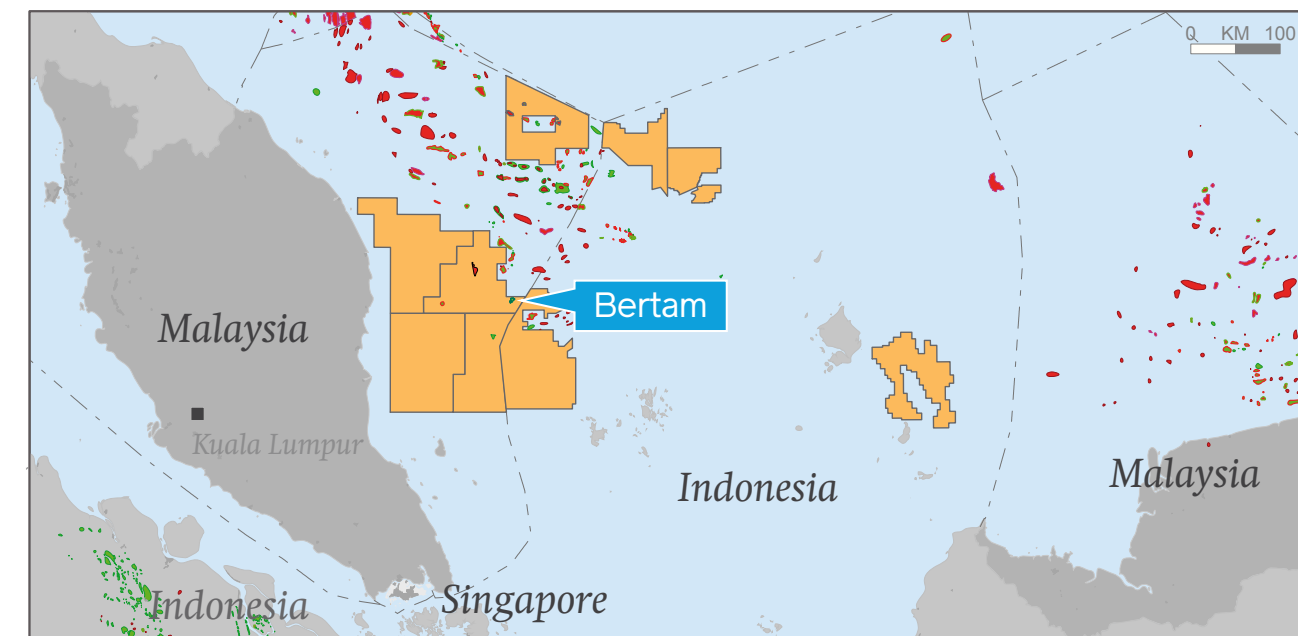 0 KM 100
Bertam
Malaysia
Kuala Lumpur
Indonesia
Malaysia
Indonesia
Singapore